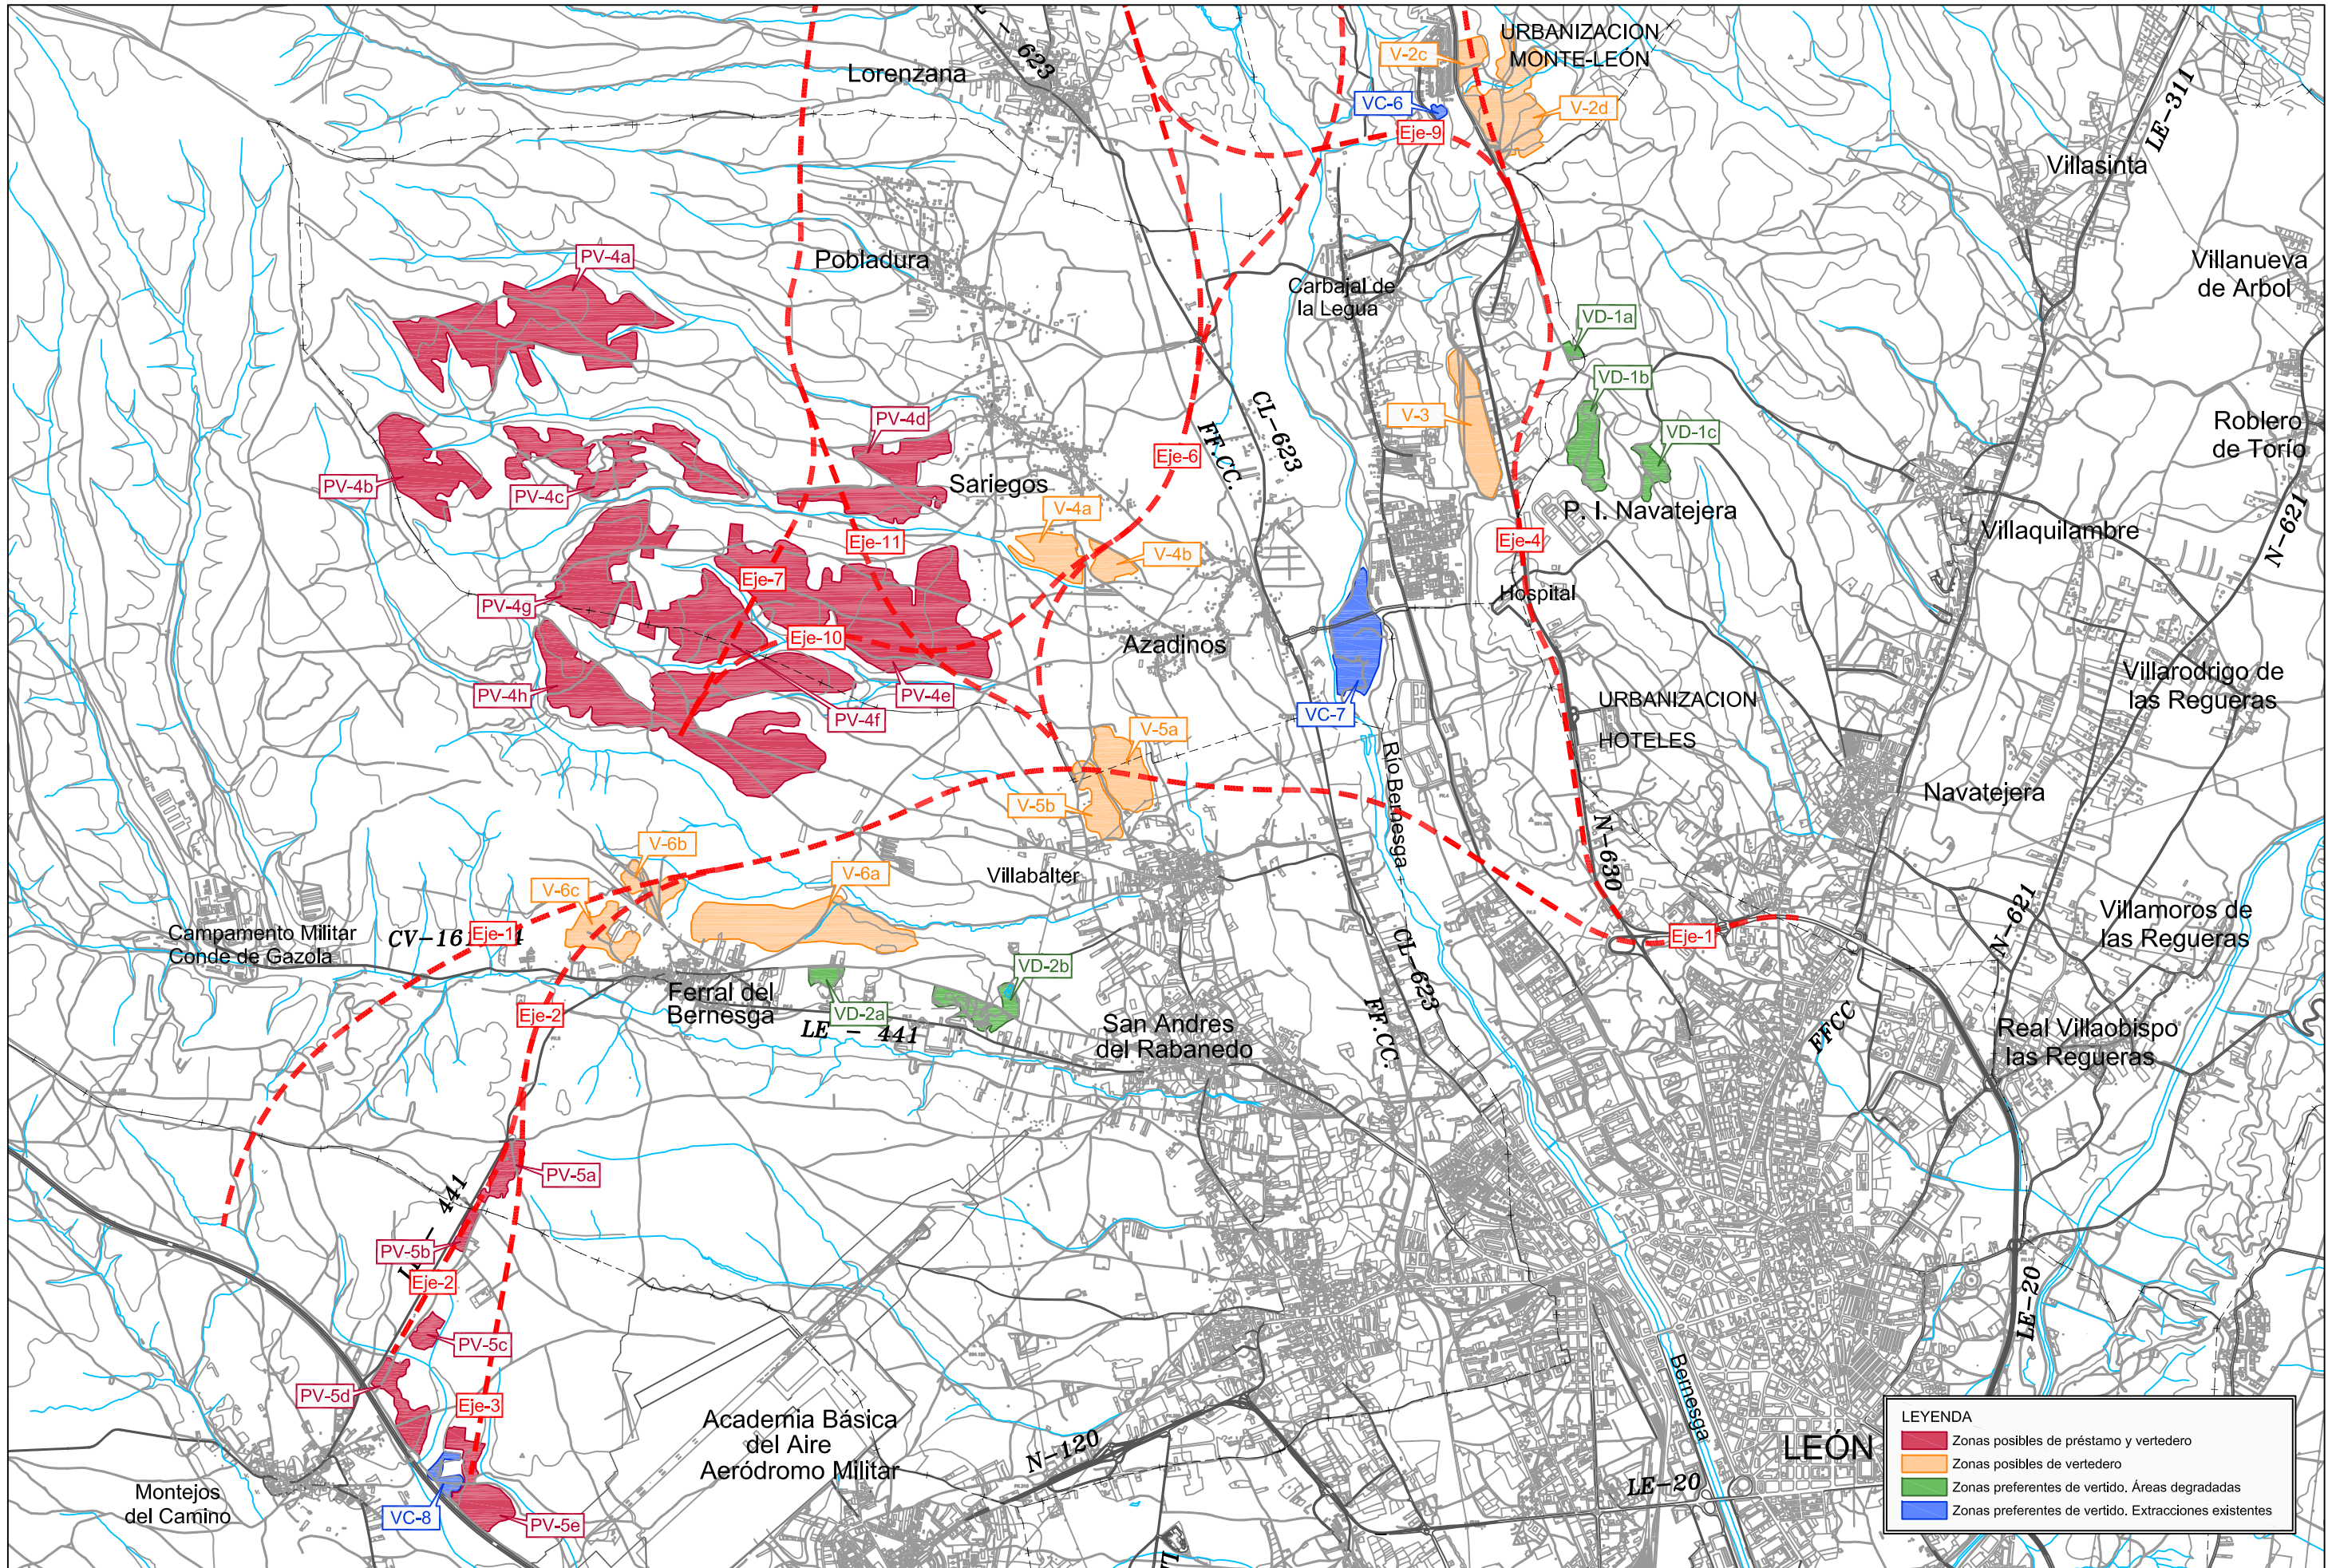 LE - 623
URBANIZACION
MONTE-LEÓN
V-2c
Lorenzana
VC-6
V-2d
Eje-9
LE-311
Villasinta
PV-4a
Pobladura
Villanueva
de Arbol
Carbajal de
la Legua
VD-1a
VD-1b
CL-623
V-3
PV-4d
VD-1c
Roblero
de Torío
FF.CC.
Eje-6
PV-4b
PV-4c
Sariegos
V-4a
P. I. Navatejera
Villaquilambre
N-621
Eje-11
Eje-4
V-4b
Eje-7
Hospital
PV-4g
Eje-10
Azadinos
Villarodrigo de
las Regueras
PV-4h
PV-4e
URBANIZACION
HOTELES
PV-4f
VC-7
V-5a
Río Bernesga
V-5b
Navatejera
V-6b
N-630
Villabalter
V-6c
V-6a
Campamento Militar
Conde de Gazola
CV-161
Eje-1
Eje-1
N-621
Villamoros de
las Regueras
CL-623
VD-2b
Ferral del
Bernesga
VD-2a
Eje-2
LE - 441
San Andres
del Rabanedo
FF.CC.
FFCC
Real Villaobispo
las Regueras
PV-5a
441
PV-5b
Eje-2
LE-20
PV-5c
PV-5d
Eje-3
Bernesga
Academia Básica
del Aire
Aeródromo Militar
N-120
LEÓN
LE-20
Montejos
del Camino
VC-8
PV-5e
LEYENDA
Zonas posibles de préstamo y vertedero
Zonas posibles de vertedero
Zonas preferentes de vertido. Áreas degradadas
Zonas preferentes de vertido. Extracciones existentes